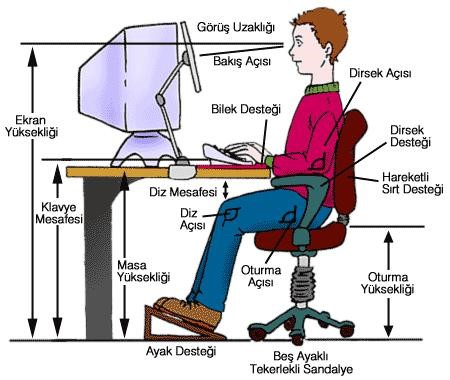 Görüş Uzaklığı
Bakış Açısı
Dirsek Açısı
Ekran
Yüksekliği
Bilek Desteği
Dirsek
Desteği
Hareketli
Sırt Desteği
Diz Mesafesi
Klavye
Mesafesi
Diz
Açısı
Masa
Yüksekliği
Oturma
Açısı
Oturma
Yüksekliği
Ayak Desteği
Beş Ayaklı
Tekerlekli Sandalye